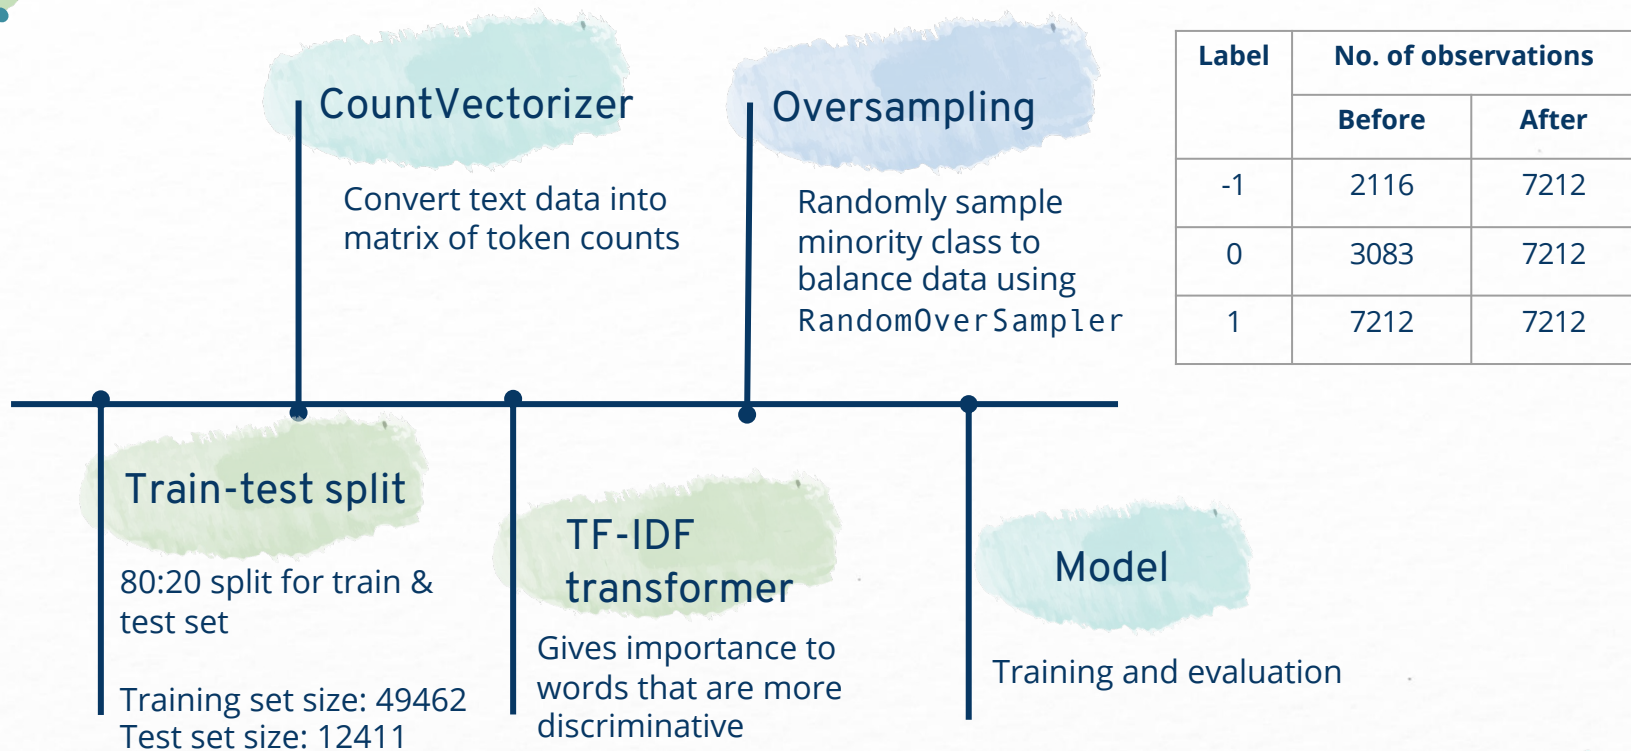 CountVectorizer
Convert text data into
matrix of token counts
Oversampling
Randomly sample
minority class to
balance data using
RandomOverSampler
Label No. of observations
Before After
-1 2116 7212
0 3083 7212
1 7212 7212
Train-test split
80:20 split for train &
test set
Training set size: 49462
Test set size: 12411
TF-IDF
transformer
Gives importance to
words that are more
discriminative
Model
Training and evaluation